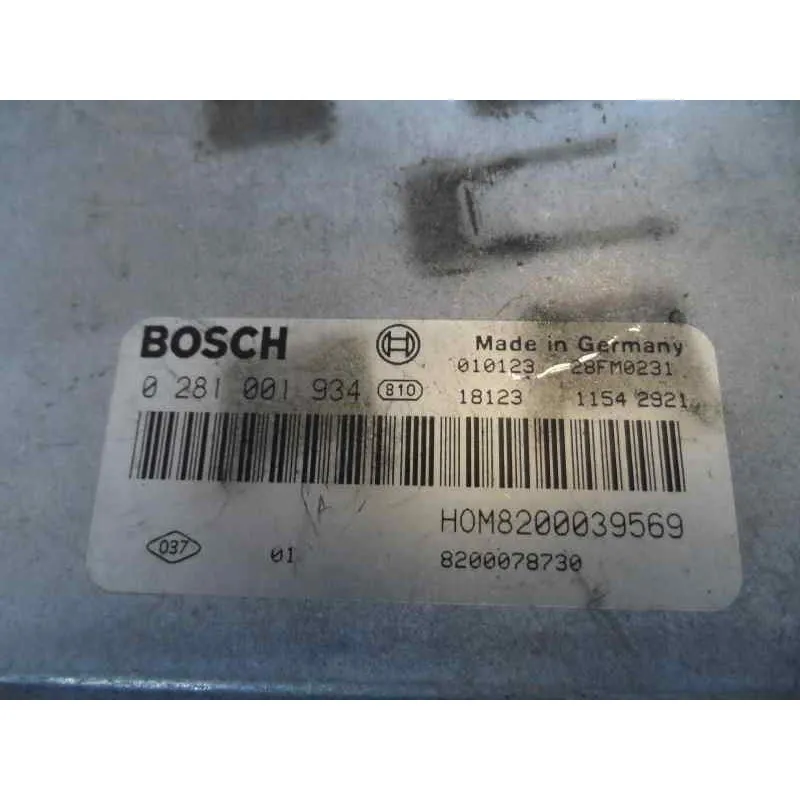 BOSCH Made in Germany
010123 28FM0231
0 281 001 934 810 18123 1154 2921
HOM8200039569
037 01 8200078730